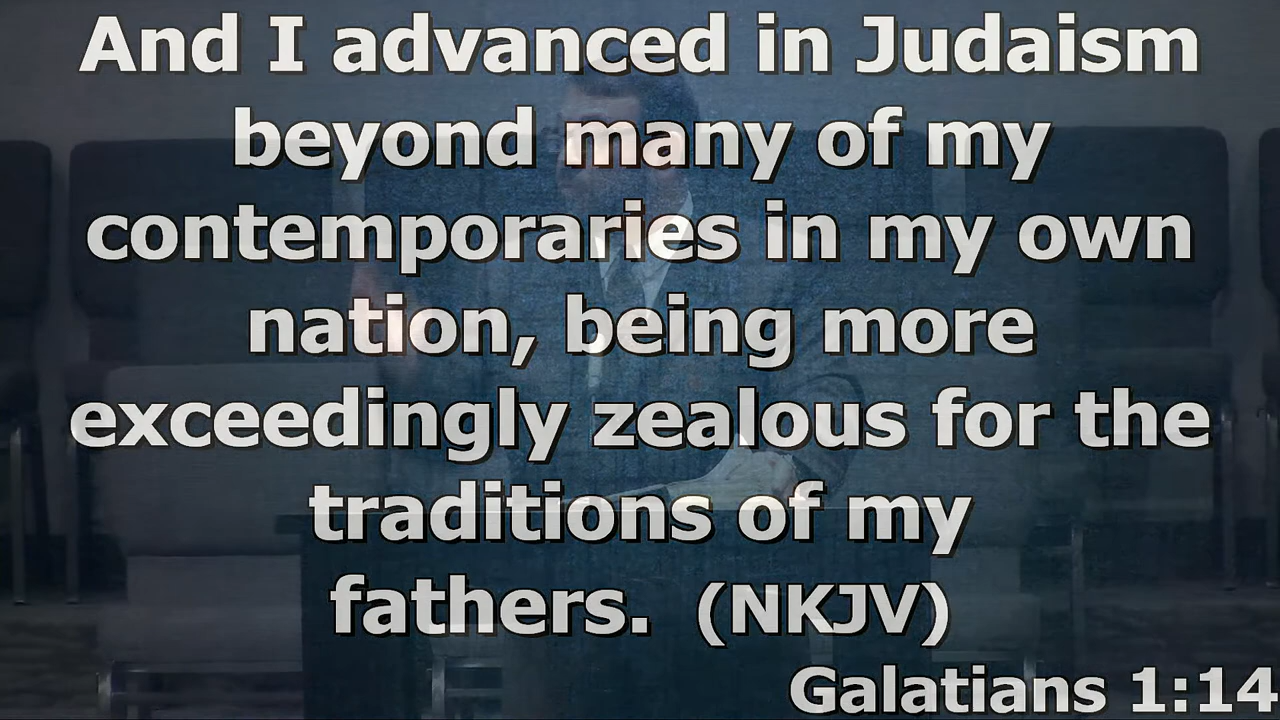 And I advanced in Judaism
beyond many of my
contemporaries in my own
nation, being more
exceedingly zealous for the
traditions of my
fathers.  (NKJV)
Galatians 1:14